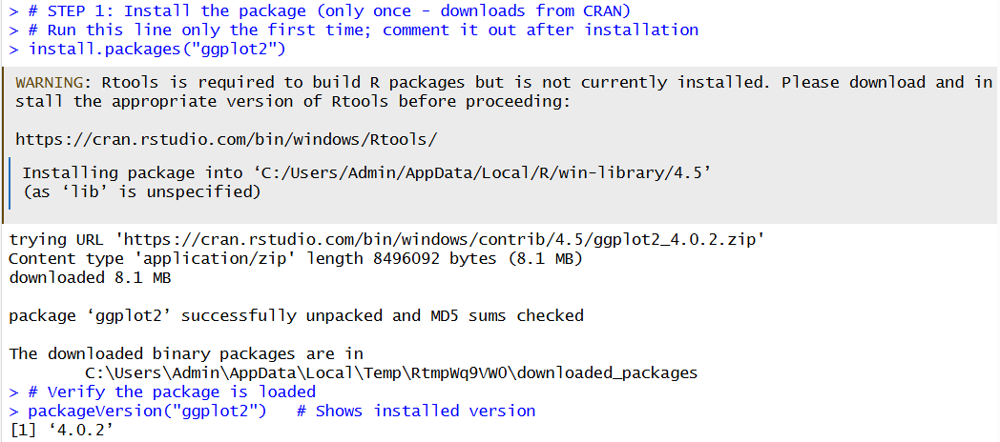 > # STEP 1: Install the package (only once - downloads from CRAN)
> # Run this line only the first time; comment it out after installation
> install.packages("ggplot2")
WARNING: Rtools is required to build R packages but is not currently installed. Please download and in
stall the appropriate version of Rtools before proceeding:
https://cran.rstudio.com/bin/windows/Rtools/
Installing package into ‘C:/Users/Admin/AppData/Local/R/win-library/4.5’
(as ‘lib’ is unspecified)
trying URL 'https://cran.rstudio.com/bin/windows/contrib/4.5/ggplot2_4.0.2.zip'
Content type 'application/zip' length 8496092 bytes (8.1 MB)
downloaded 8.1 MB
package ‘ggplot2’ successfully unpacked and MD5 sums checked
The downloaded binary packages are in
        C:\Users\Admin\AppData\Local\Temp\RtmpWq9VWO\downloaded_packages
> # Verify the package is loaded
> packageVersion("ggplot2")   # Shows installed version
[1] ‘4.0.2’